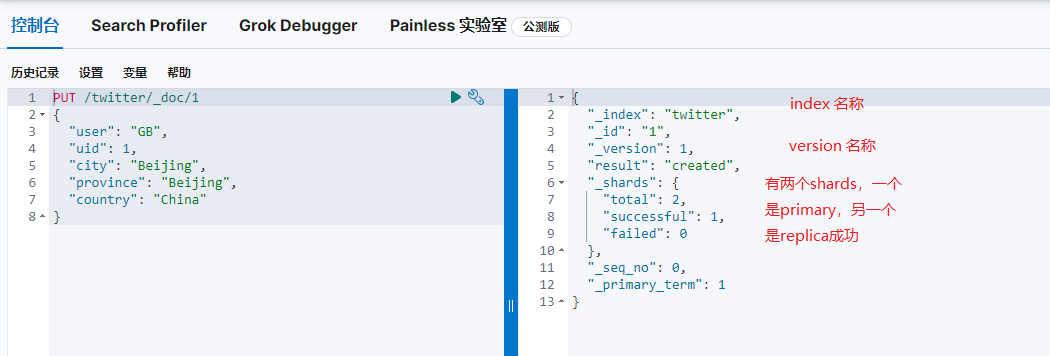 控制台 Search Profiler Grok Debugger Painless 实验室 公测版
历史记录 设置 变量 帮助
1 PUT /twitter/_doc/1
2 {
3 "user": "GB",
4 "uid": 1,
5 "city": "Beijing",
6 "province": "Beijing",
7 "country": "China"
8 }
1 {
2 "_index": "twitter",
3 "_id": "1",
4 "_version": 1,
5 "result": "created",
6 "_shards": {
7 "total": 2,
8 "successful": 1,
9 "failed": 0
10 },
11 "_seq_no": 0,
12 "_primary_term": 1
13 }
index 名称
version 名称
有两个shards，一个
是primary，另一个
是replica成功